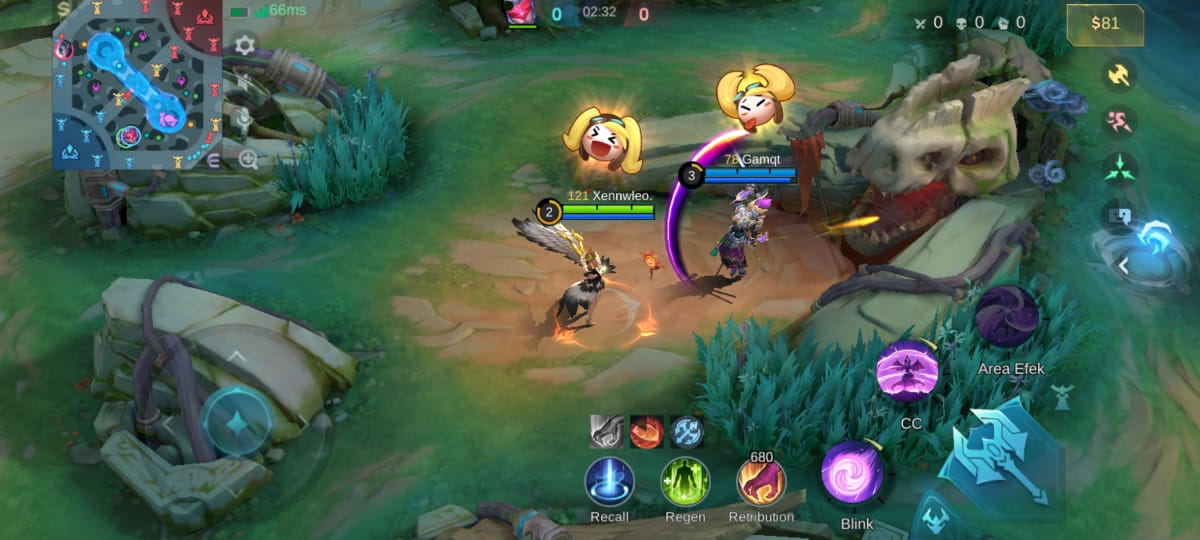 66ms
0 02:32 0
0 0 0
$81
78 Gamqt
3
121 Xennwleo.
2
Area Efek
CC
680
Recall
Regen
Retribution
Blink